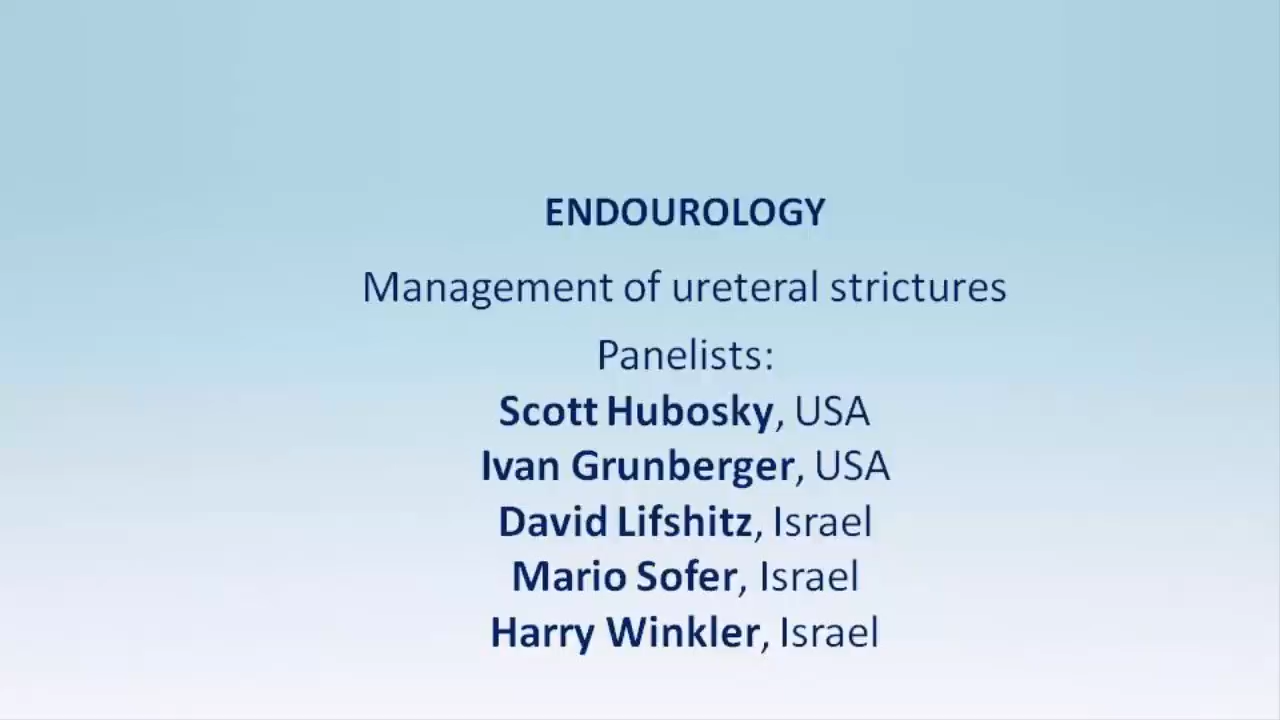 ENDOUROLOGY
Management of ureteral strictures
Panelists:
Scott Hubosky, USA
Ivan Grunberger, USA
David Lifshitz, Israel
Mario Sofer, Israel
Harry Winkler, Israel